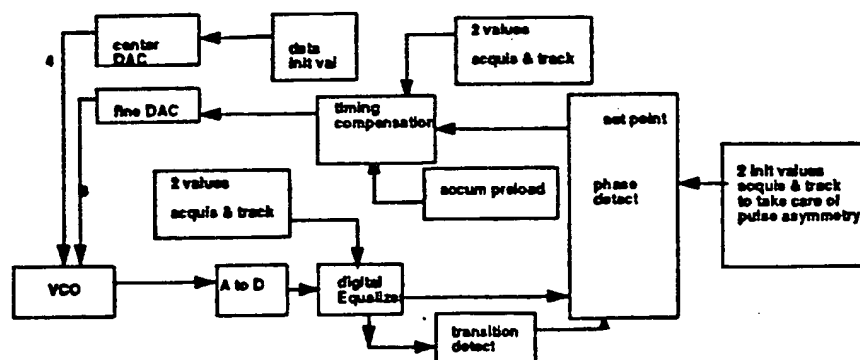 center
DAC
data
init val
2 values
acquis & track
4
fine DAC
timing
compensation
set point
2 values
acquis & track
accum preload
phase
detect
2 init values
acquis & track
to take care of
pulse asymmetry
VCO
A to D
digital
Equalizer
transition
detect